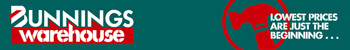 BUNNINGS
warehouse
LOWEST PRICES
ARE JUST THE
BEGINNING...